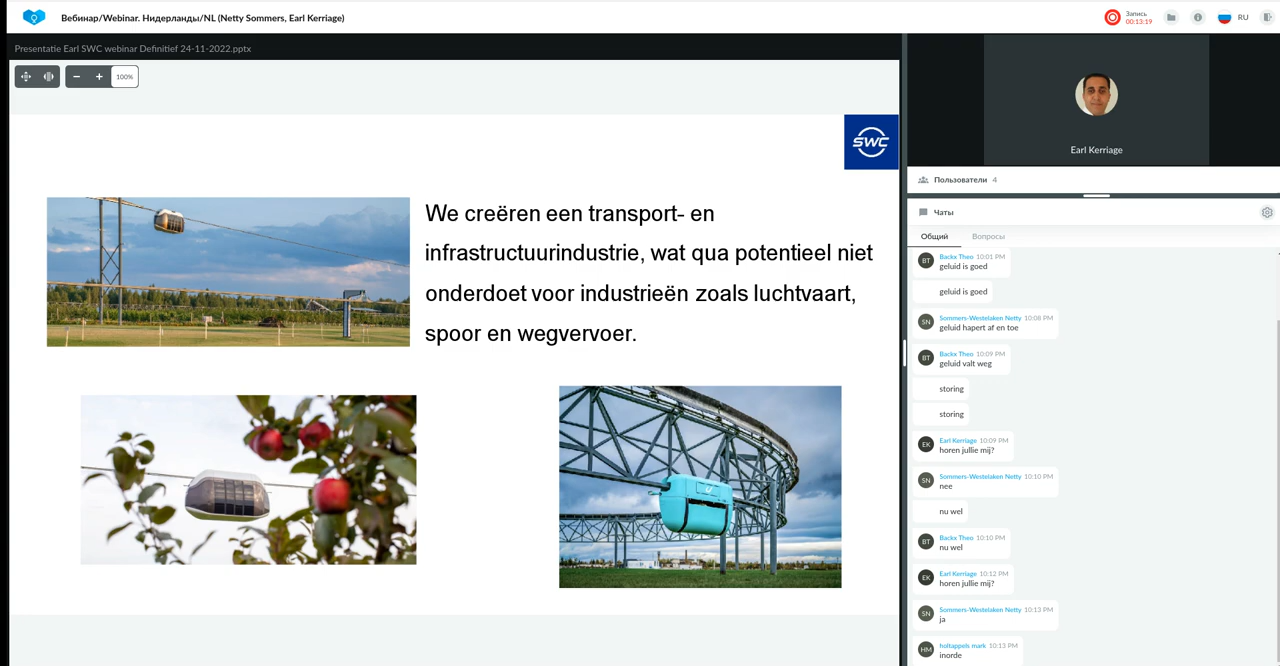 Вебинар/Webinar. Нидерланды/NL (Netty Sommers, Earl Kerriage)
Запись
00:13:19
RU
Presentatie Earl SWC webinar Definitief 24-11-2022.pptx
100%
SWC
We creëren een transport- en
infrastructuurindustrie, wat qua potentieel niet
onderdoet voor industrieën zoals luchtvaart,
spoor en wegvervoer.
Earl Kerriage
Пользователи 4
Чаты
Общий Вопросы
BT Backx Theo 10:01 PM
geluid is goed
geluid is goed
SN Sommers-Westelaken Netty 10:08 PM
geluid hapert af en toe
BT Backx Theo 10:09 PM
geluid valt weg
storing
storing
EK Earl Kerriage 10:09 PM
horen jullie mij?
SN Sommers-Westelaken Netty 10:10 PM
nee
nu wel
BT Backx Theo 10:10 PM
nu wel
EK Earl Kerriage 10:12 PM
horen jullie mij?
SN Sommers-Westelaken Netty 10:13 PM
ja
HM holtappels mark 10:13 PM
inorde